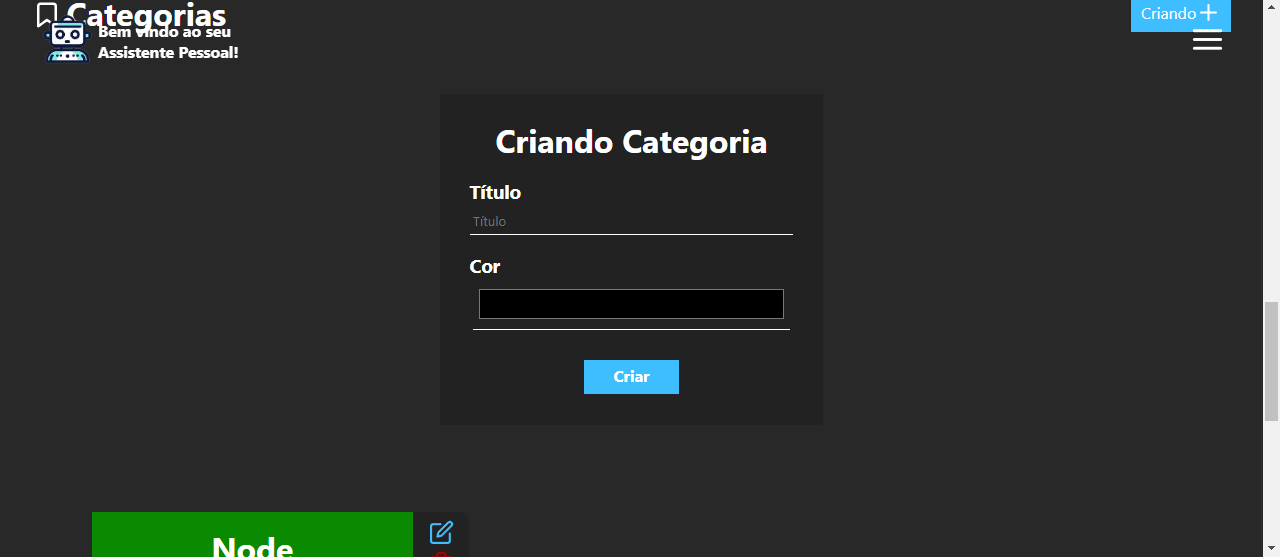 Categorias
Criando
Bem vindo ao seu
Assistente Pessoal!
Criando Categoria
Título
Título
Cor
Criar
Node